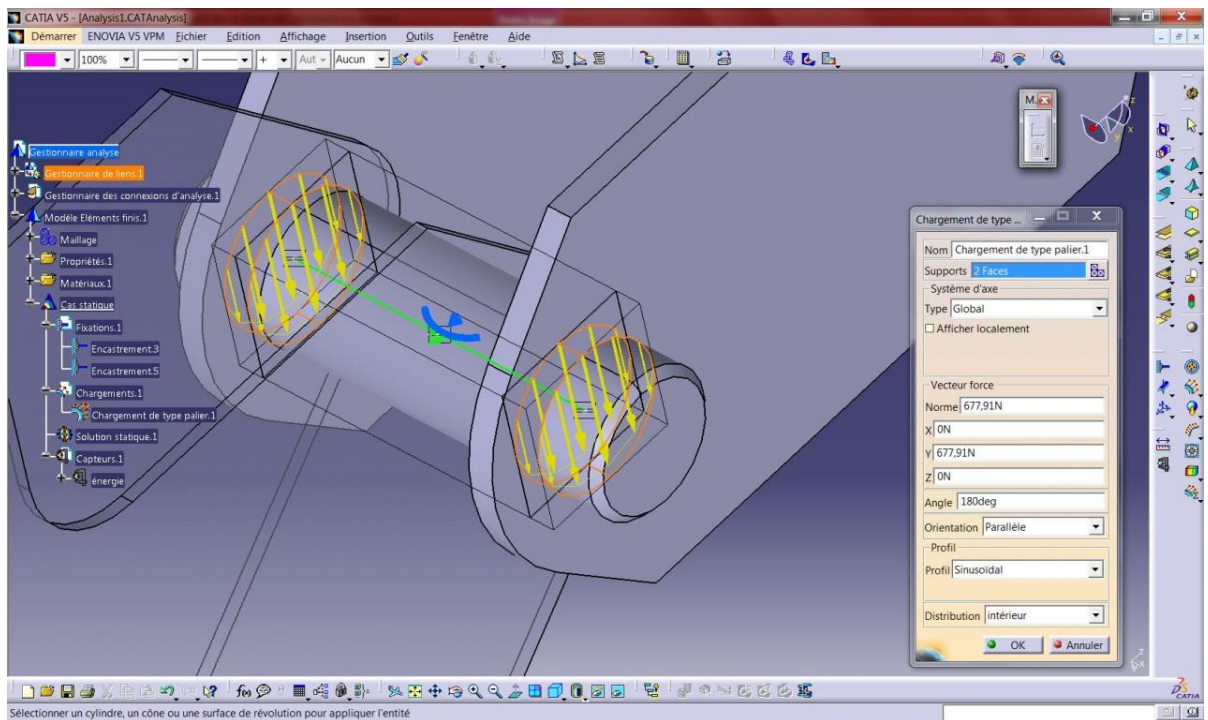 CATIA V5 - [Analysis1.CATAnalysis]
Démarrer ENOVIA V5 VPM Fichier Edition Affichage Insertion Outils Fenêtre Aide
100% Aut Aucun
M...
z
x
y
Gestionnaire analyse
Gestionnaire de liens.1
Gestionnaire des connexions d'analyse.1
Modéle Eléments finis.1
Maillage
Propriétés.1
Matériaux.1
Cas statique
Fixations.1
Encastrement.3
Encastrement.5
Chargements.1
Chargement de type palier.1
Solution statique.1
Capteurs.1
énergie
Chargement de type ...
Nom Chargement de type palier.1
Supports 2 Faces
Système d'axe
Type Global
Afficher localement
Vecteur force
Norme 677,91N
X 0N
Y 677,91N
Z 0N
Angle 180deg
Orientation Parallèle
Profil
Profil Sinusoïdal
Distribution intérieur
OK Annuler
CATIA
Sélectionner un cylindre, un cône ou une surface de révolution pour appliquer l'entité